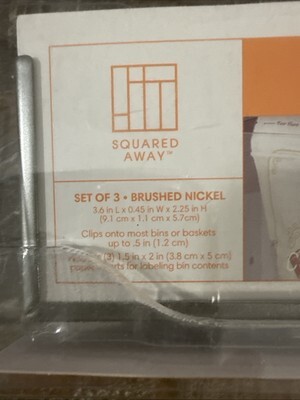 SQUARED
AWAY™
SET OF 3 • BRUSHED NICKEL
3.6 in L x 0.45 in W x 2.25 in H
(9.1 cm x 1.1 cm x 5.7cm)
Clips onto most bins or baskets
up to .5 in (1.2 cm)
(3) 1.5 in x 2 in (3.8 cm x 5 cm)
for labeling bin contents